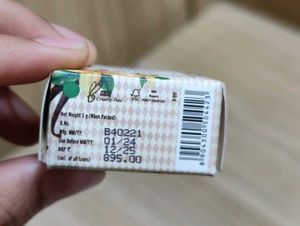 Cruelty-Free
FSC
Net Weight 5 g (When Packed)
B.No. B40221
Mfg. MM/YY 01/24
Use Before MM/YY 12/25
MRP ₹ 895.00
(incl. of all taxes)
8904300504423